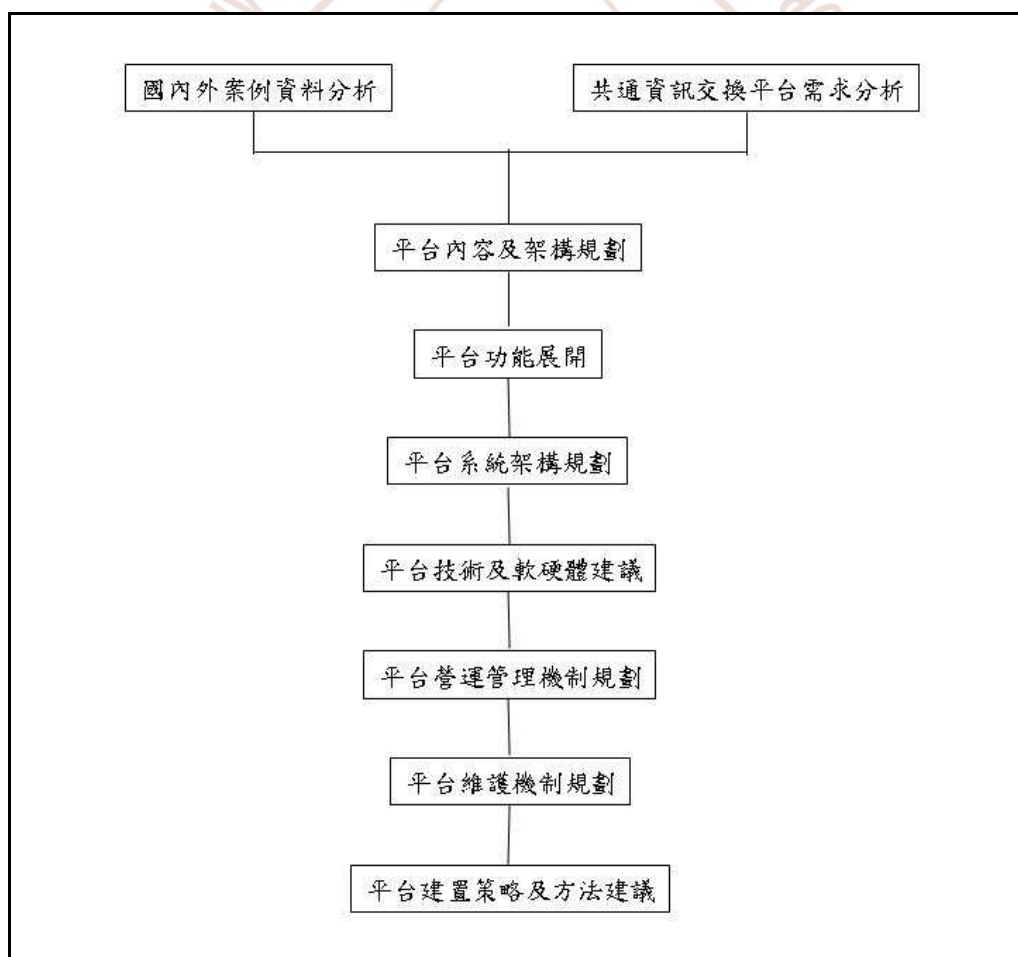 國內外案例資料分析
共通資訊交換平台需求分析
平台內容及架構規劃
平台功能展開
平台系統架構規劃
平台技術及軟硬體建議
平台營運管理機制規劃
平台維護機制規劃
平台建置策略及方法建議